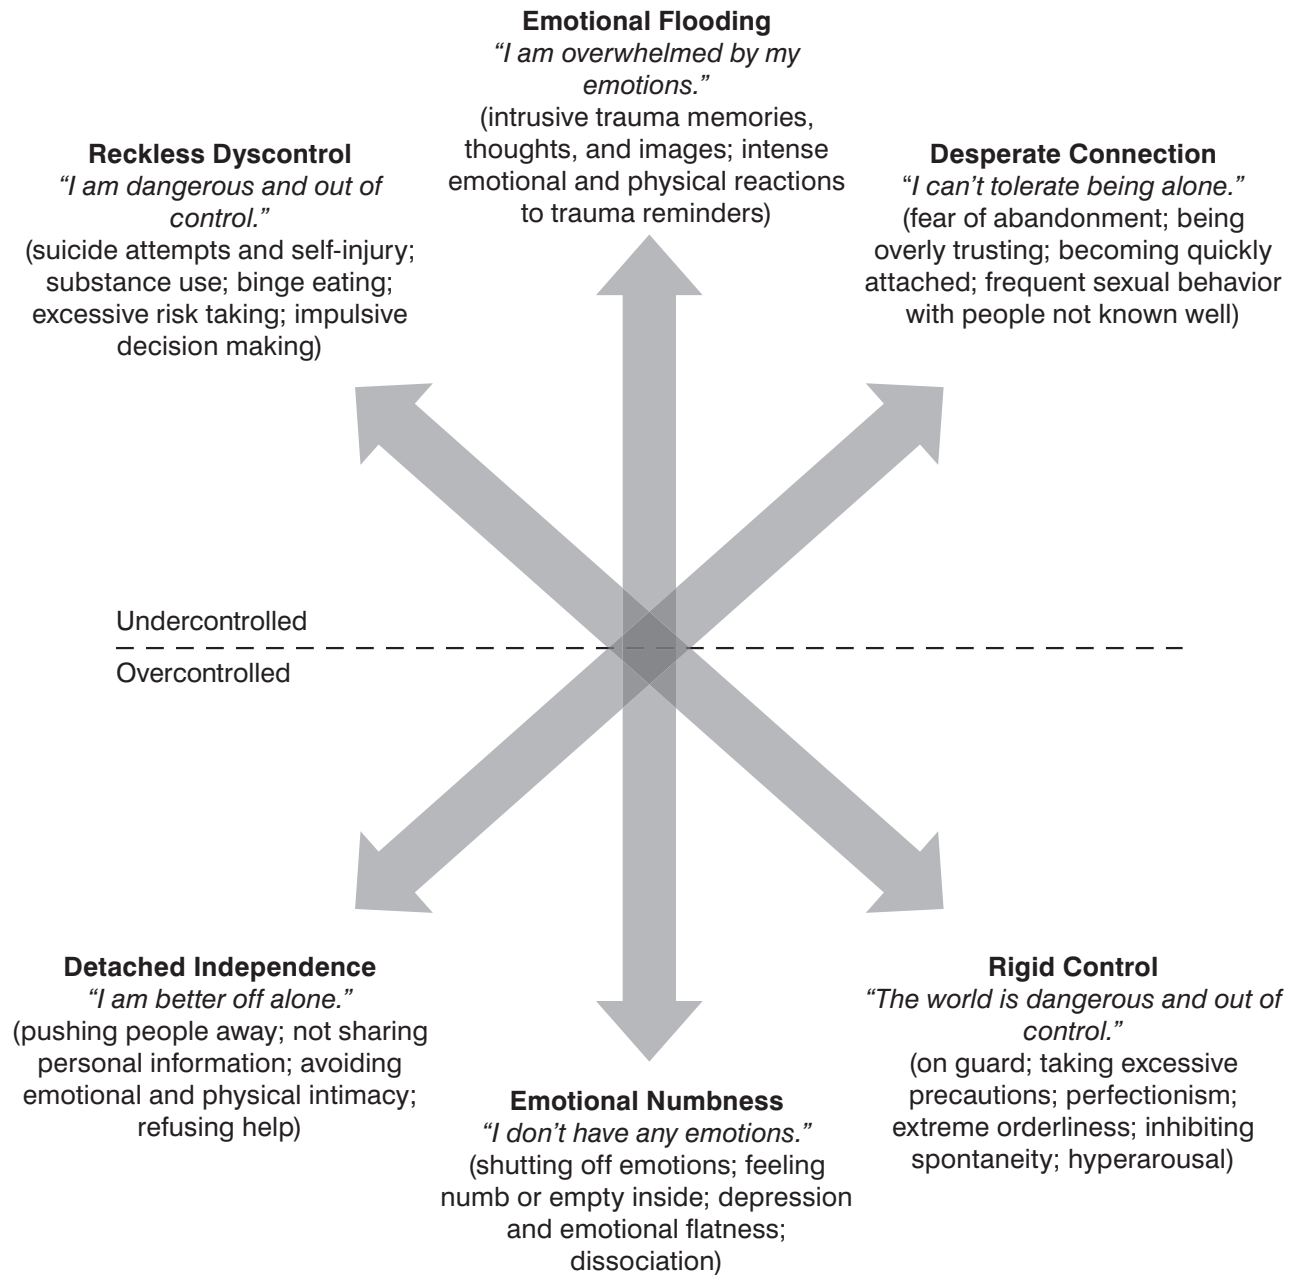 Emotional Flooding
“I am overwhelmed by my
emotions.”
(intrusive trauma memories,
thoughts, and images; intense
emotional and physical reactions
to trauma reminders)
Reckless Dyscontrol
“I am dangerous and out of
control.”
(suicide attempts and self-injury;
substance use; binge eating;
excessive risk taking; impulsive
decision making)
Desperate Connection
“I can’t tolerate being alone.”
(fear of abandonment; being
overly trusting; becoming quickly
attached; frequent sexual behavior
with people not known well)
Undercontrolled
Overcontrolled
Detached Independence
“I am better off alone.”
(pushing people away; not sharing
personal information; avoiding
emotional and physical intimacy;
refusing help)
Emotional Numbness
“I don’t have any emotions.”
(shutting off emotions; feeling
numb or empty inside; depression
and emotional flatness;
dissociation)
Rigid Control
“The world is dangerous and out of
control.”
(on guard; taking excessive
precautions; perfectionism;
extreme orderliness; inhibiting
spontaneity; hyperarousal)